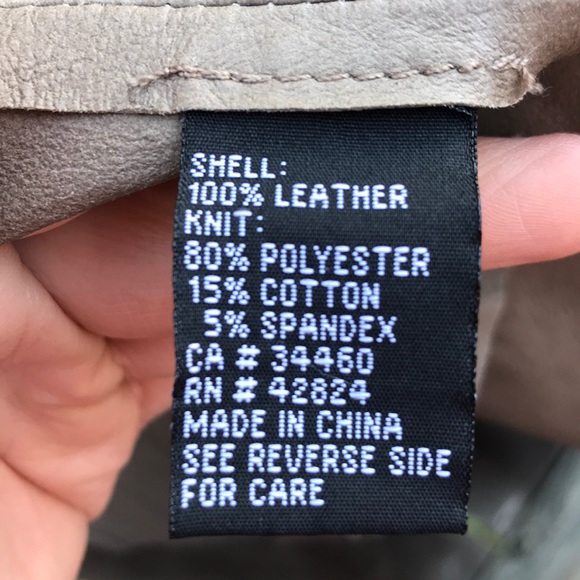 SHELL:
100% LEATHER
KNIT:
80% POLYESTER
15% COTTON
5% SPANDEX
CA # 34460
RN # 42824
MADE IN CHINA
SEE REVERSE SIDE
FOR CARE